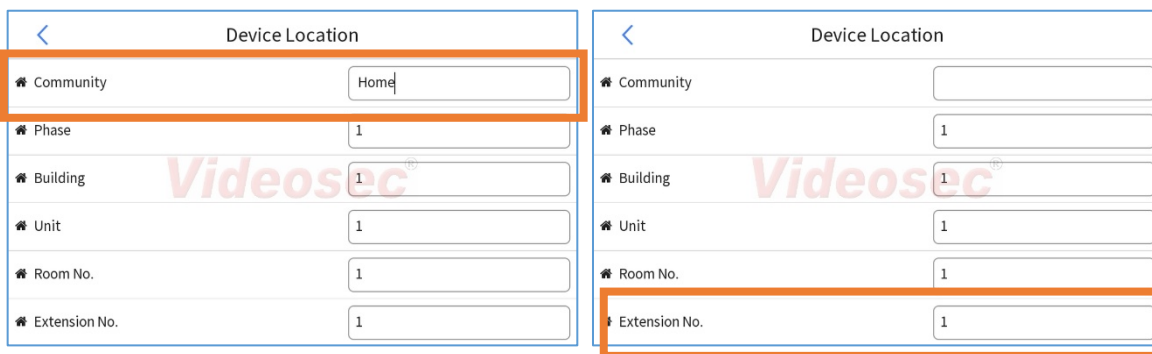 Device Location
Community Home
Phase 1
Building 1
Unit 1
Room No. 1
Extension No. 1
Videosec®
Device Location
Community
Phase 1
Building 1
Unit 1
Room No. 1
Extension No. 1
Videosec®